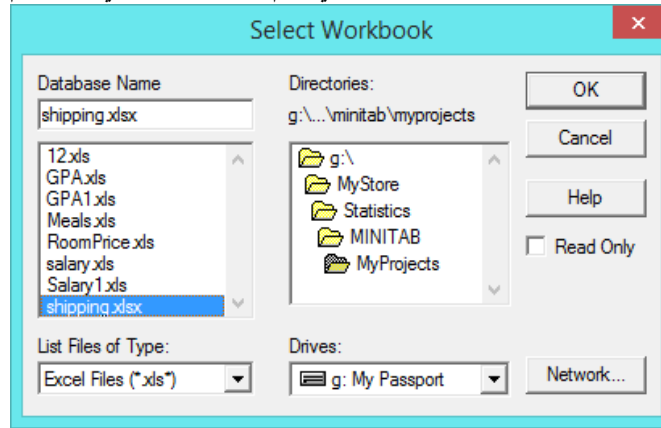 Select Workbook
Database Name
shipping.xlsx
12.xls
GPA.xls
GPA1.xls
Meals.xls
RoomPrice.xls
salary.xls
Salary1.xls
shipping.xlsx
List Files of Type:
Excel Files (*.xls*)
Directories:
g:\...\minitab\myprojects
g:\
MyStore
Statistics
MINITAB
MyProjects
Drives:
g: My Passport
OK
Cancel
Help
Read Only
Network...